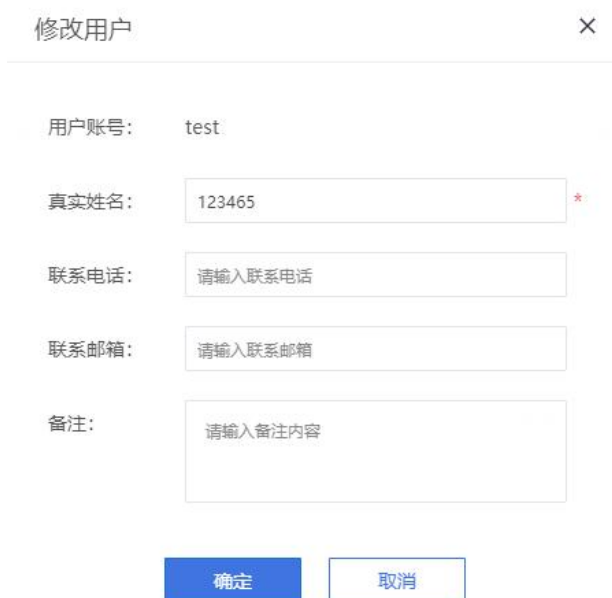 修改用户 ×
用户账号： test
真实姓名： 123465 *
联系电话： 请输入联系电话
联系邮箱： 请输入联系邮箱
备注： 请输入备注内容
确定 取消